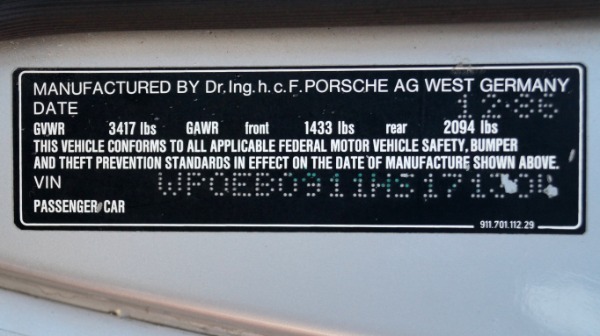 MANUFACTURED BY Dr.Ing.h.c.F.PORSCHE AG WEST GERMANY
DATE 12·86
GVWR 3417 lbs GAWR front 1433 lbs rear 2094 lbs
THIS VEHICLE CONFORMS TO ALL APPLICABLE FEDERAL MOTOR VEHICLE SAFETY, BUMPER
AND THEFT PREVENTION STANDARDS IN EFFECT ON THE DATE OF MANUFACTURE SHOWN ABOVE.
VIN
PASSENGER CAR
911.701.112.29